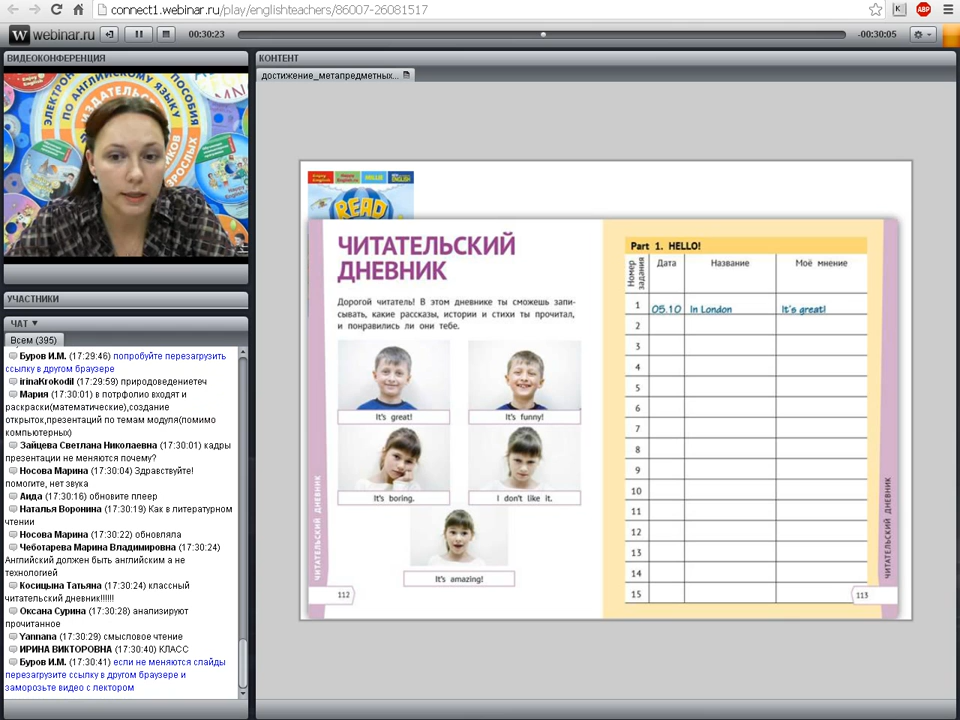 connect1.webinar.ru/play/englishteachers/86007-26081517
K
ABP
W webinar.ru
00:30:23
-00:30:05
ВИДЕОКОНФЕРЕНЦИЯ
КОНТЕНТ
достижение_метапредметных...
УЧАСТНИКИ
ЧАТ
Всем (395)
Буров И.М. (17:29:46) попробуйте перезагрузить
ссылку в другом браузере
irinaKrokodil (17:29:59) природоведениетеч
Мария (17:30:01) в потрфолио входят и
раскраски(математические),создание
открыток,презентаций по темам модуля(помимо
компьютерных)
Зайцева Светлана Николаевна (17:30:01) кадры
презентации не меняются почему?
Носова Марина (17:30:04) Здравствуйте!
помогите, нет звука
Аида (17:30:16) обновите плеер
Наталья Воронина (17:30:19) Как в литературном
чтении
Носова Марина (17:30:22) обновляла
Чеботарева Марина Владимировна (17:30:24)
Английский должен быть английским а не
технологией
Косицына Татьяна (17:30:24) классный
читательский дневник!!!!!!
Оксана Сурина (17:30:28) анализируют
прочитанное
Yannana (17:30:29) смысловое чтение
ИРИНА ВИКТОРОВНА (17:30:40) КЛАСС
Буров И.М. (17:30:41) если не меняются слайды
перезагрузите ссылку в другом браузере и
заморозьте видео с лектором
READ
ЧИТАТЕЛЬСКИЙ
ДНЕВНИК
Дорогой читатель! В этом дневнике ты сможешь запи-
сывать, какие рассказы, истории и стихи ты прочитал,
и понравились ли они тебе.
It's great!
It's funny!
It's boring.
I don't like it.
It's amazing!
ЧИТАТЕЛЬСКИЙ ДНЕВНИК
112
Part 1. HELLO!
Номер задания Дата Название Моё мнение
1 05.10 In London It's great!
2
3
4
5
6
7
8
9
10
11
12
13
14
15
ЧИТАТЕЛЬСКИЙ ДНЕВНИК
113